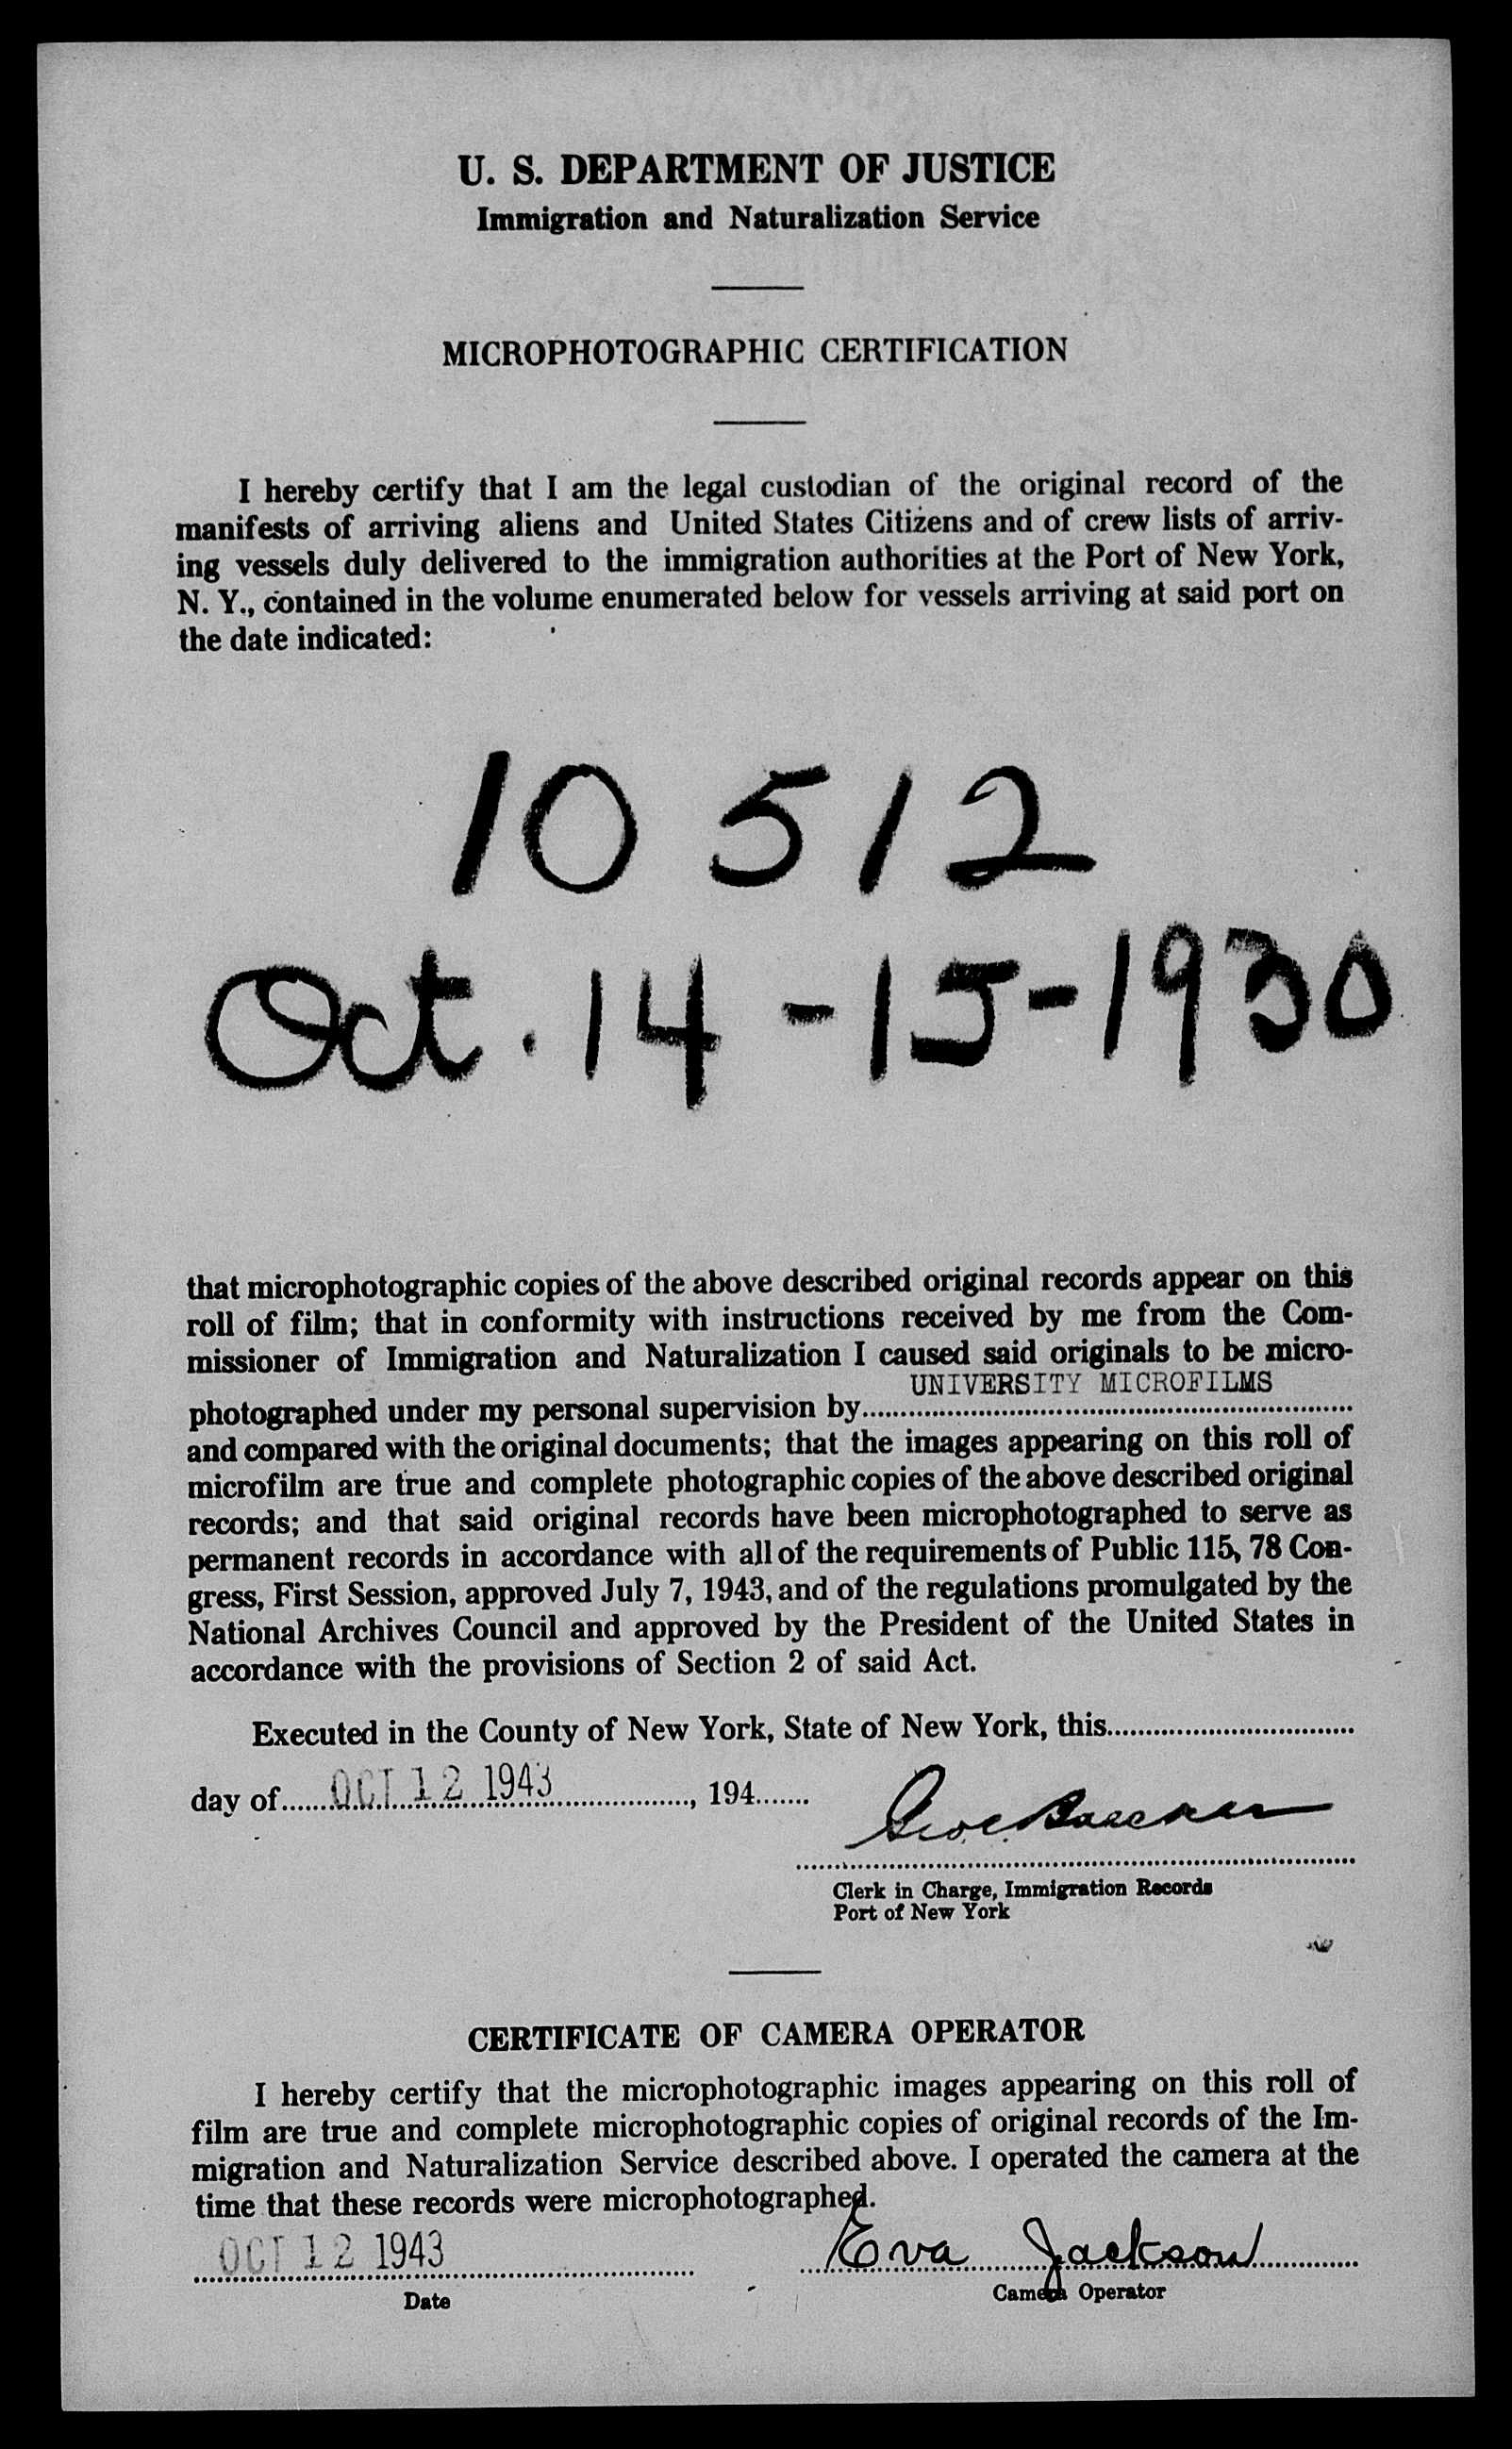 U. S. DEPARTMENT OF JUSTICE
Immigration and Naturalization Service
MICROPHOTOGRAPHIC CERTIFICATION
I hereby certify that I am the legal custodian of the original record of the
manifests of arriving aliens and United States Citizens and of crew lists of arriv-
ing vessels duly delivered to the immigration authorities at the Port of New York,
N. Y., contained in the volume enumerated below for vessels arriving at said port on
the date indicated:
10 512
Oct. 14 - 15 - 1930
that microphotographic copies of the above described original records appear on this
roll of film; that in conformity with instructions received by me from the Com-
missioner of Immigration and Naturalization I caused said originals to be micro-
UNIVERSITY MICROFILMS
photographed under my personal supervision by
and compared with the original documents; that the images appearing on this roll of
microfilm are true and complete photographic copies of the above described original
records; and that said original records have been microphotographed to serve as
permanent records in accordance with all of the requirements of Public 115, 78 Con-
gress, First Session, approved July 7, 1943, and of the regulations promulgated by the
National Archives Council and approved by the President of the United States in
accordance with the provisions of Section 2 of said Act.
Executed in the County of New York, State of New York, this
day of OCT 12 1943, 194
Clerk in Charge, Immigration Records
Port of New York
CERTIFICATE OF CAMERA OPERATOR
I hereby certify that the microphotographic images appearing on this roll of
film are true and complete microphotographic copies of original records of the Im-
migration and Naturalization Service described above. I operated the camera at the
time that these records were microphotographed.
OCT 12 1943 Eva Jackson
Date Camera Operator